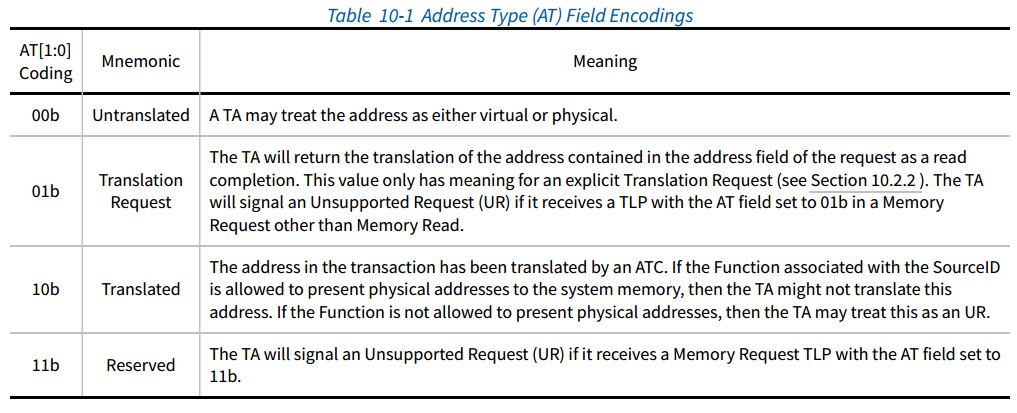 Table 10-1 Address Type (AT) Field Encodings
AT[1:0]
Coding
Mnemonic
Meaning
00b
Untranslated
A TA may treat the address as either virtual or physical.
01b
Translation
Request
The TA will return the translation of the address contained in the address field of the request as a read
completion. This value only has meaning for an explicit Translation Request (see Section 10.2.2 ). The TA
will signal an Unsupported Request (UR) if it receives a TLP with the AT field set to 01b in a Memory
Request other than Memory Read.
10b
Translated
The address in the transaction has been translated by an ATC. If the Function associated with the SourceID
is allowed to present physical addresses to the system memory, then the TA might not translate this
address. If the Function is not allowed to present physical addresses, then the TA may treat this as an UR.
11b
Reserved
The TA will signal an Unsupported Request (UR) if it receives a Memory Request TLP with the AT field set to
11b.